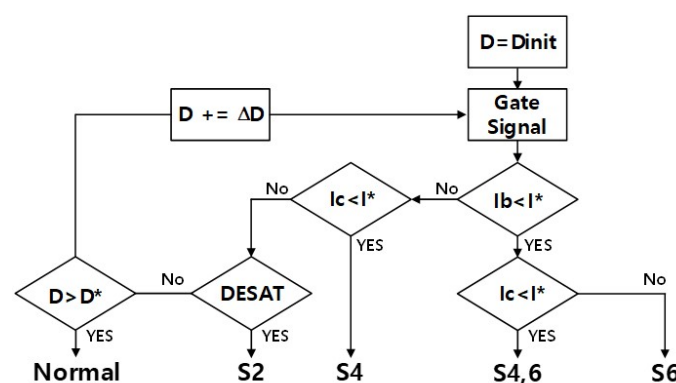 D=Dinit
D += ΔD
Gate
Signal
No
Ic<I*
No
Ib<I*
YES
YES
D>D*
No
DESAT
Ic<I*
No
YES
YES
YES
Normal
S2
S4
S4,6
S6